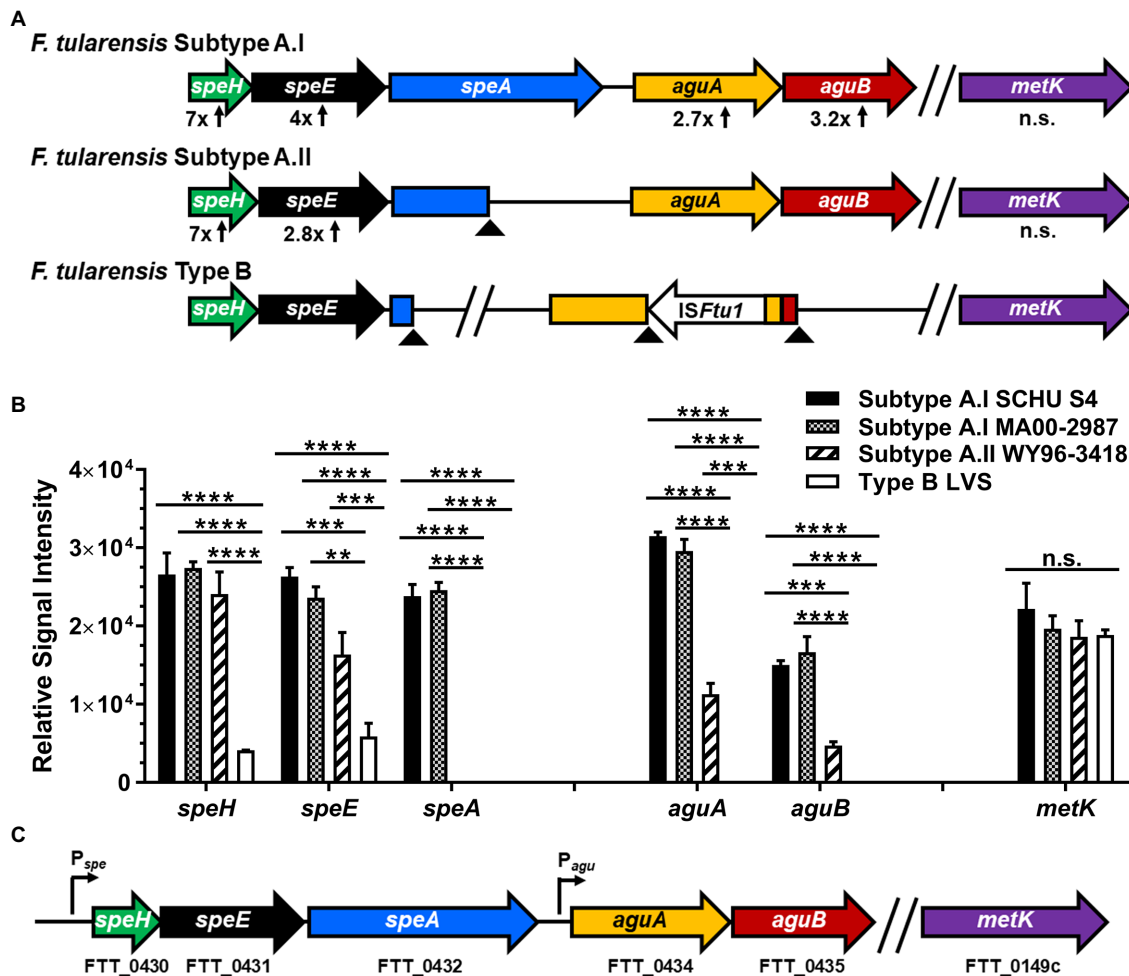 A
F. tularensis Subtype A.I
speH speE speA aguA aguB metK
7x 4x 2.7x 3.2x n.s.
F. tularensis Subtype A.II
speH speE aguA aguB metK
7x 2.8x n.s.
F. tularensis Type B
speH speE ISFtu1 metK
B
Subtype A.I SCHU S4
Subtype A.I MA00-2987
Subtype A.II WY96-3418
Type B LVS
Relative Signal Intensity
4×10⁴
3×10⁴
2×10⁴
1×10⁴
0
**** **** ****
**** **** *** *** **
**** **** **** ****
**** **** *** **** ****
**** **** *** ****
n.s.
speH speE speA aguA aguB metK
C
Pspe Pagu
speH speE speA aguA aguB metK
FTT_0430 FTT_0431 FTT_0432 FTT_0434 FTT_0435 FTT_0149c